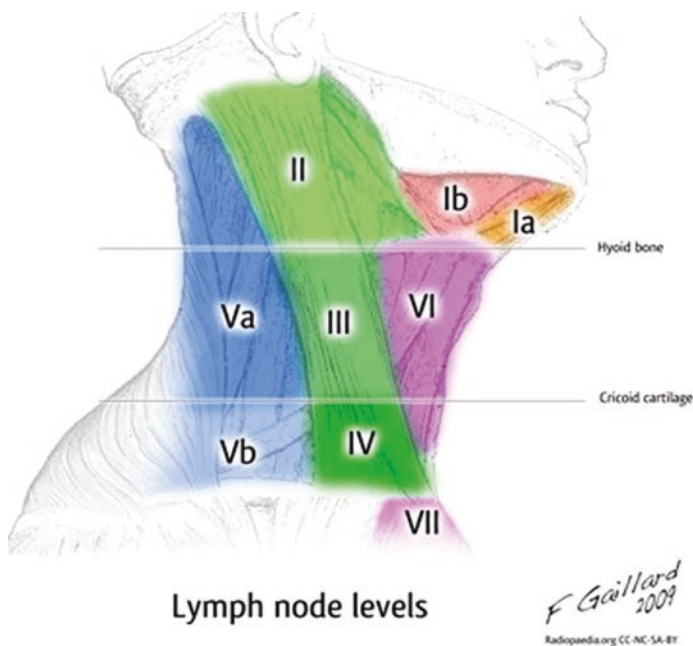 II
Ib
Ia
Hyoid bone
Va
III
VI
Cricoid cartilage
Vb
IV
VII
Lymph node levels
F Gaillard
2009
Radiopaedia.org CC-NC-SA-BY